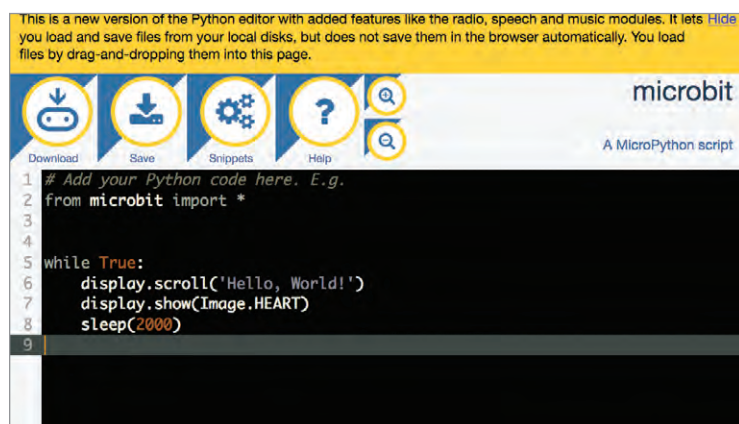 This is a new version of the Python editor with added features like the radio, speech and music modules. It lets Hide
you load and save files from your local disks, but does not save them in the browser automatically. You load
files by drag-and-dropping them into this page.
microbit
Download Save Snippets Help
A MicroPython script
1 # Add your Python code here. E.g.
2 from microbit import *
3
4
5 while True:
6     display.scroll('Hello, World!')
7     display.show(Image.HEART)
8     sleep(2000)
9